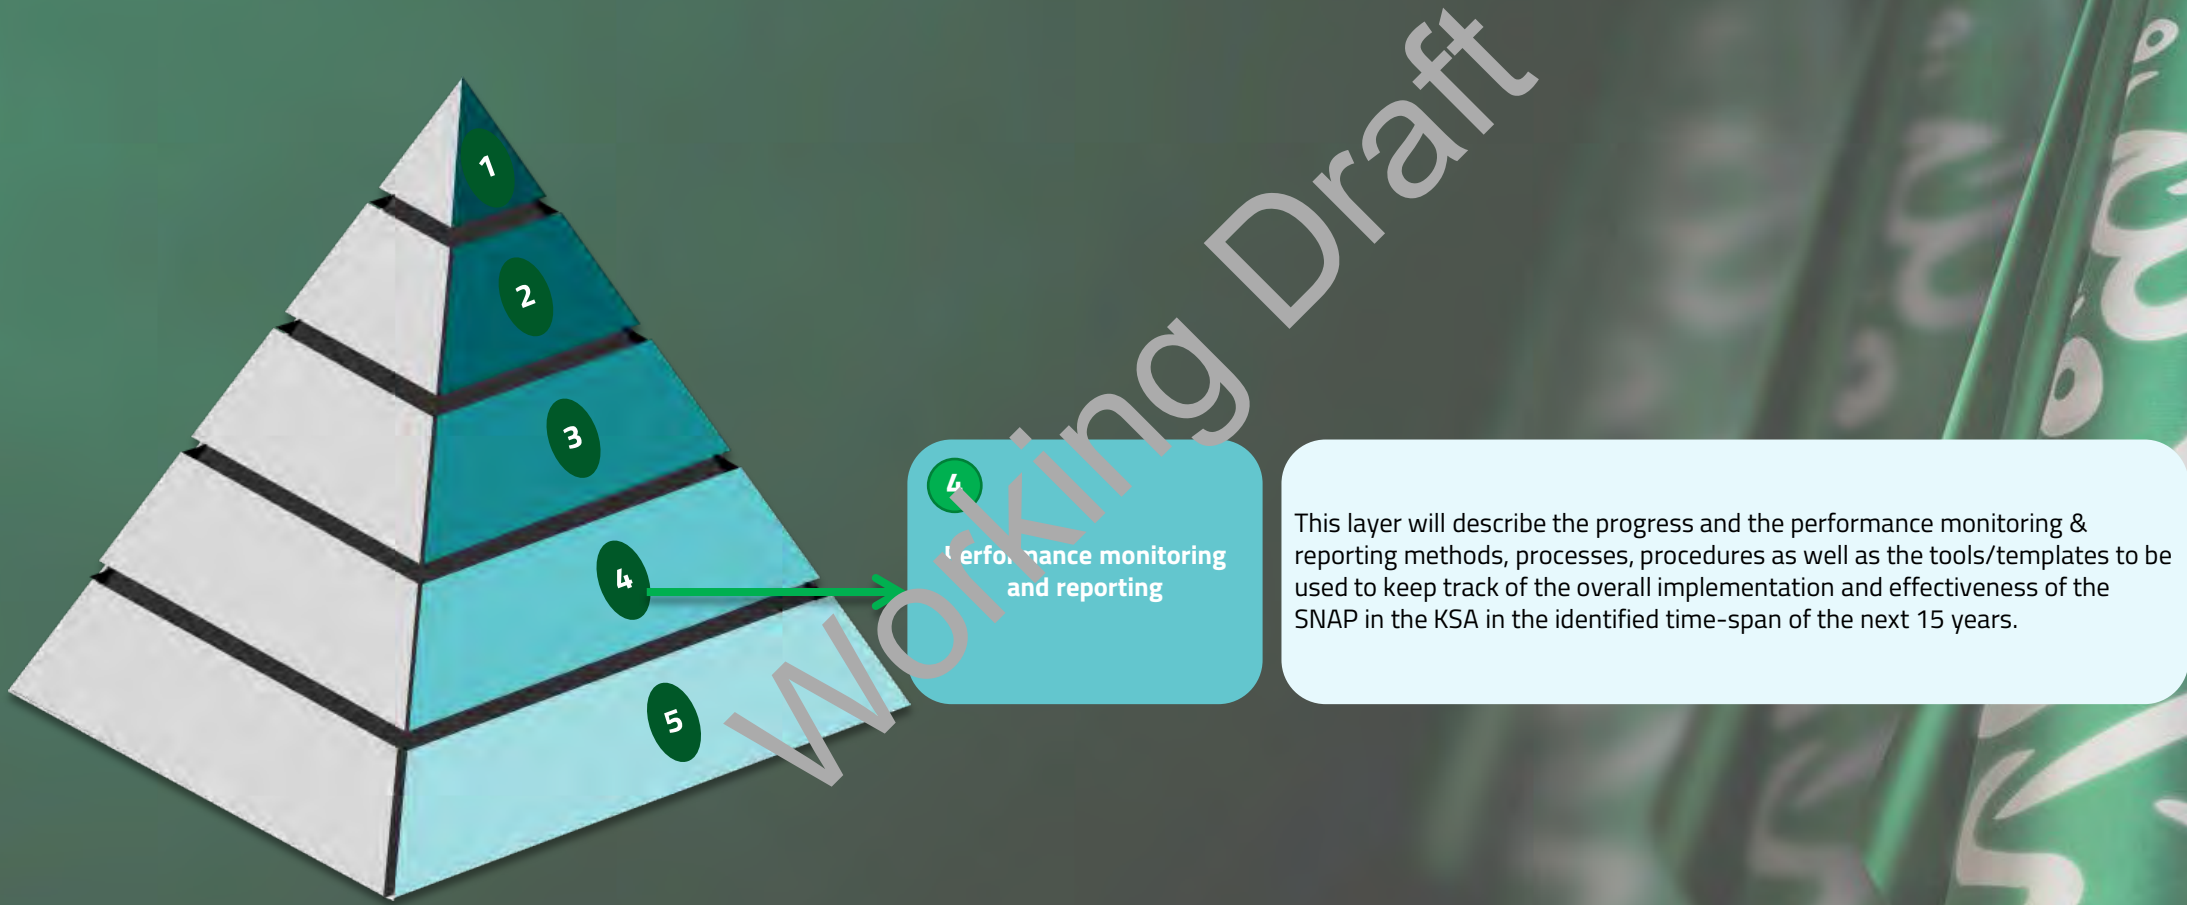 1
2
3
4
5
4
Performance monitoring
and reporting
This layer will describe the progress and the performance monitoring &
reporting methods, processes, procedures as well as the tools/templates to be
used to keep track of the overall implementation and effectiveness of the
SNAP in the KSA in the identified time-span of the next 15 years.
Working Draft